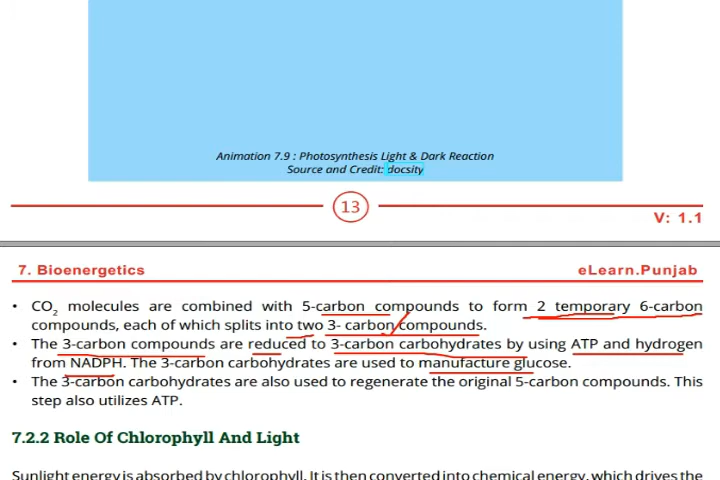 Animation 7.9 : Photosynthesis Light & Dark Reaction
Source and Credit: docsity
13
V: 1.1
7. Bioenergetics
eLearn.Punjab
• CO₂ molecules are combined with 5-carbon compounds to form 2 temporary 6-carbon
compounds, each of which splits into two 3- carbon compounds.
• The 3-carbon compounds are reduced to 3-carbon carbohydrates by using ATP and hydrogen
from NADPH. The 3-carbon carbohydrates are used to manufacture glucose.
• The 3-carbon carbohydrates are also used to regenerate the original 5-carbon compounds. This
step also utilizes ATP.
7.2.2 Role Of Chlorophyll And Light
Sunlight energy is absorbed by chlorophyll. It is then converted into chemical energy, which drives the